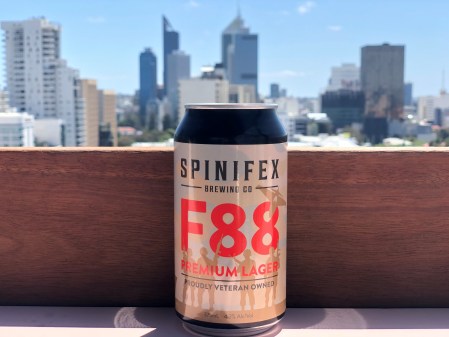 SPINIFEX
BREWING CO
F88
PREMIUM LAGER
PROUDLY VETERAN OWNED